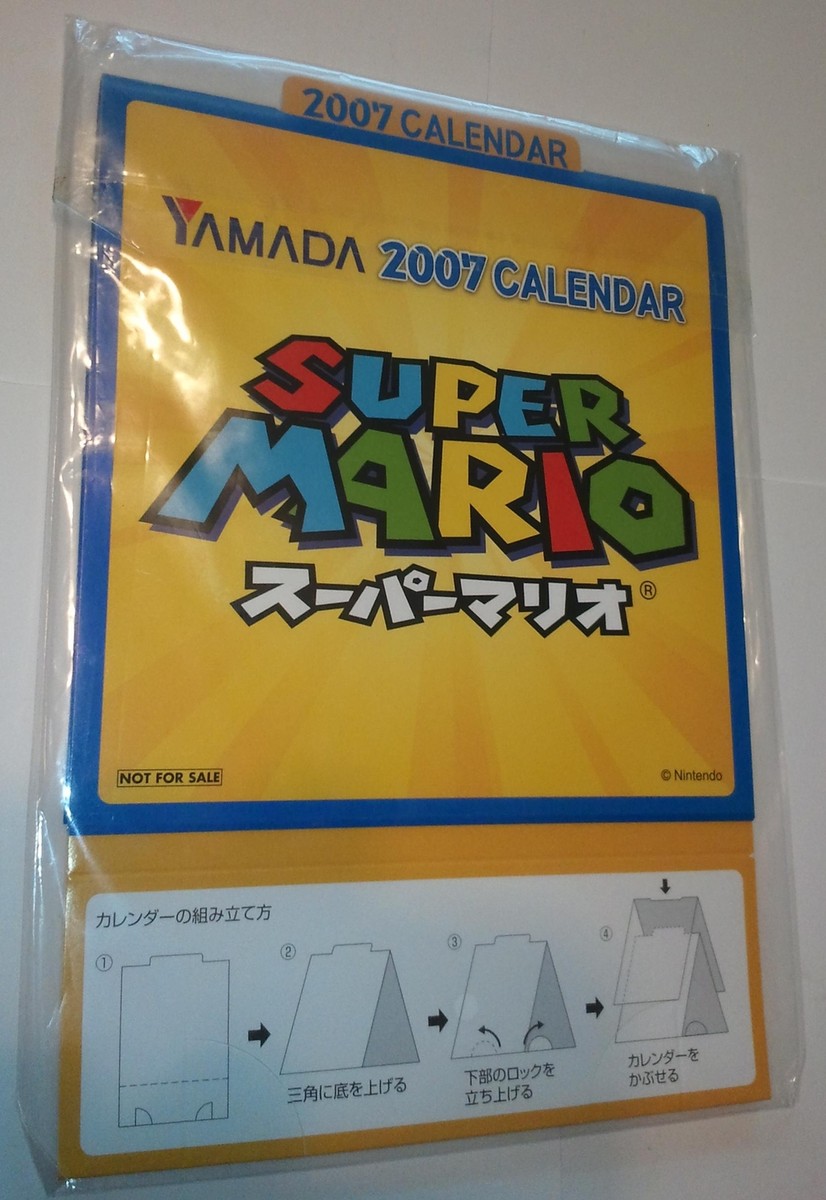 2007 CALENDAR
YAMADA 2007 CALENDAR
SUPER
MARIO
スーパーマリオ®
NOT FOR SALE
© Nintendo
カレンダーの組み立て方
①
②
③
④
三角に底を上げる
下部のロックを
立ち上げる
カレンダーを
かぶせる